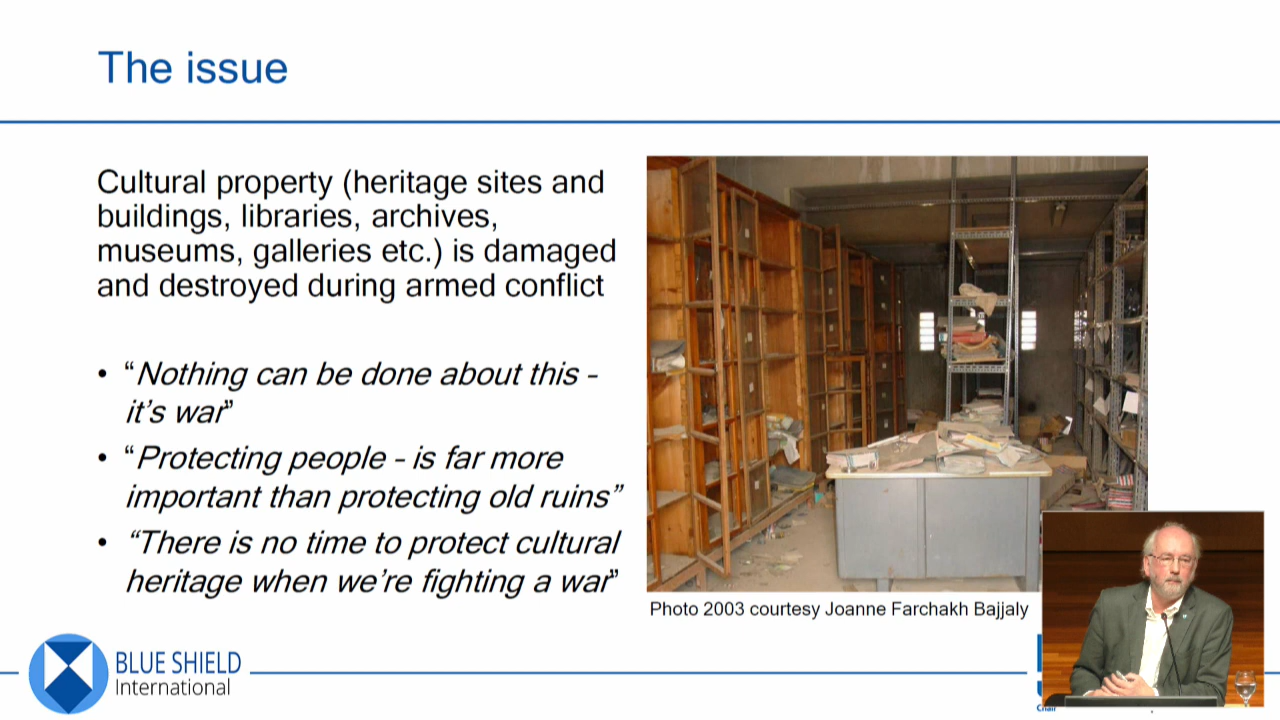 The issue
Cultural property (heritage sites and
buildings, libraries, archives,
museums, galleries etc.) is damaged
and destroyed during armed conflict
• “Nothing can be done about this –
it’s war”
• “Protecting people – is far more
important than protecting old ruins”
• “There is no time to protect cultural
heritage when we’re fighting a war”
Photo 2003 courtesy Joanne Farchakh Bajjaly
BLUE SHIELD
International
Chair